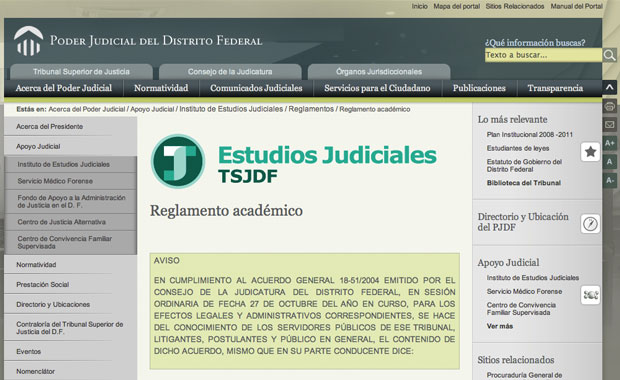 Inicio Mapa del portal Sitios Relacionados Manual del Portal
PODER JUDICIAL DEL DISTRITO FEDERAL
¿Qué información buscas?
Texto a buscar...
Tribunal Superior de Justicia Consejo de la Judicatura Órganos Jurisdiccionales
Acerca del Poder Judicial Normatividad Comunicados Judiciales Servicios para el Ciudadano Publicaciones Transparencia
Estás en: Acerca del Poder Judicial / Apoyo Judicial / Instituto de Estudios Judiciales / Reglamentos / Reglamento académico
Acerca del Presidente
Apoyo Judicial
Instituto de Estudios Judiciales
Servicio Médico Forense
Fondo de Apoyo a la Administración
de Justicia en el D. F.
Centro de Justicia Alternativa
Centro de Convivencia Familiar
Supervisada
Normatividad
Prestación Social
Directorio y Ubicaciones
Contraloría del Tribunal Superior de
Justicia del D.F.
Eventos
Nomenclátor
Estudios Judiciales
TSJDF
Reglamento académico
AVISO
EN CUMPLIMIENTO AL ACUERDO GENERAL 18-51/2004 EMITIDO POR EL
CONSEJO DE LA JUDICATURA DEL DISTRITO FEDERAL, EN SESIÓN
ORDINARIA DE FECHA 27 DE OCTUBRE DEL AÑO EN CURSO, PARA LOS
EFECTOS LEGALES Y ADMINISTRATIVOS CORRESPONDIENTES, SE HACE
DEL CONOCIMIENTO DE LOS SERVIDORES PÚBLICOS DE ESE TRIBUNAL,
LITIGANTES, POSTULANTES Y PÚBLICO EN GENERAL, EL CONTENIDO DE
DICHO ACUERDO, MISMO QUE EN SU PARTE CONDUCENTE DICE:
Lo más relevante
Plan Institucional 2008 -2011
Estudiantes de leyes
Estatuto de Gobierno del
Distrito Federal
Biblioteca del Tribunal
Directorio y Ubicación
del PJDF
Apoyo Judicial
Instituto de Estudios Judiciales
Servicio Médico Forense
Centro de Convivencia
Familiar Supervisada
Ver más
Sitios relacionados
Procuraduría General de
A+
A
A-